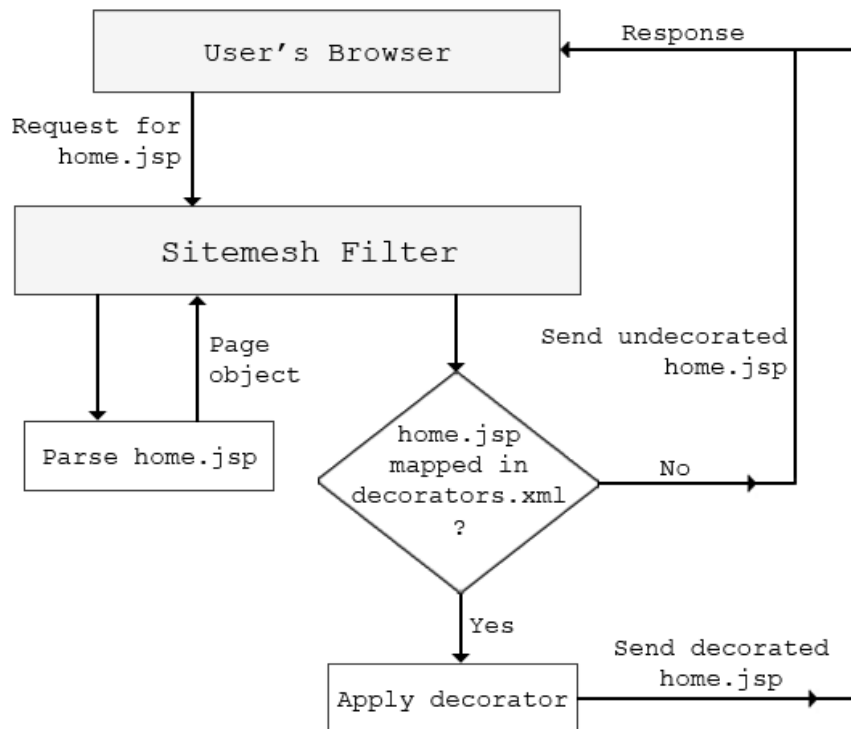 User's Browser
Response
Request for
home.jsp
Sitemesh Filter
Page
object
Send undecorated
home.jsp
Parse home.jsp
home.jsp
mapped in
decorators.xml
?
No
Yes
Send decorated
home.jsp
Apply decorator